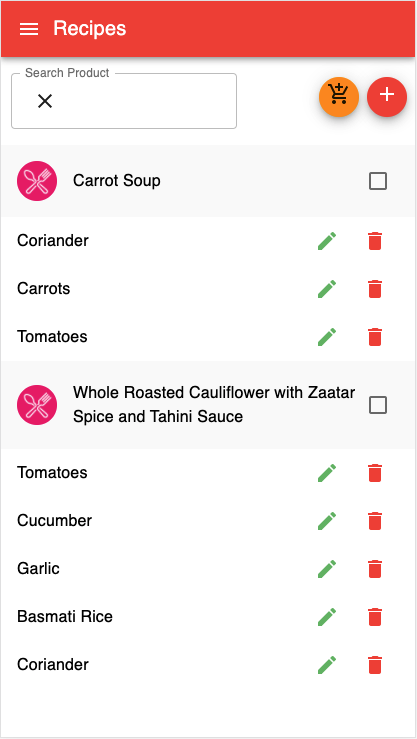 Recipes
Search Product
Carrot Soup
Coriander
Carrots
Tomatoes
Whole Roasted Cauliflower with Zaatar
Spice and Tahini Sauce
Tomatoes
Cucumber
Garlic
Basmati Rice
Coriander